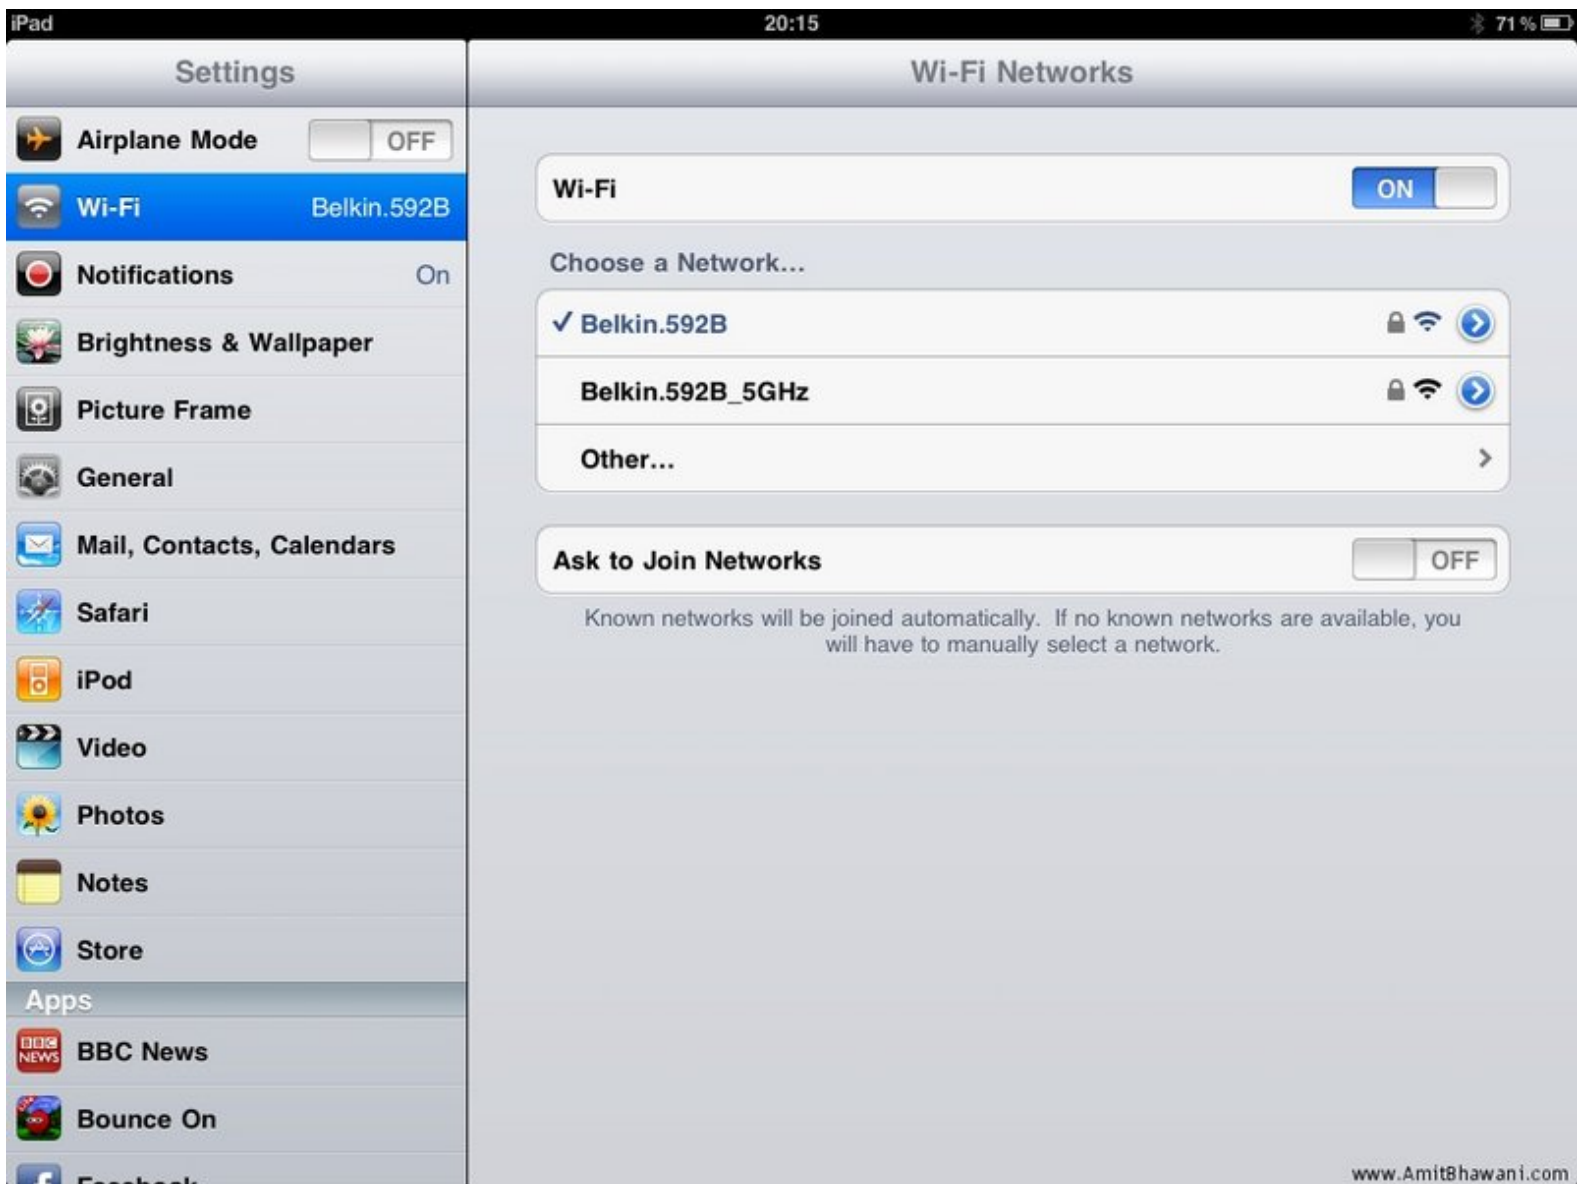 iPad 20:15 71 %
Settings
Wi-Fi Networks
Airplane Mode OFF
Wi-Fi Belkin.592B
Notifications On
Brightness & Wallpaper
Picture Frame
General
Mail, Contacts, Calendars
Safari
iPod
Video
Photos
Notes
Store
Apps
BBC NEWS BBC News
Bounce On
Facebook
Wi-Fi ON
Choose a Network...
✓ Belkin.592B
Belkin.592B_5GHz
Other...
Ask to Join Networks OFF
Known networks will be joined automatically. If no known networks are available, you
will have to manually select a network.
www.AmitBhawani.com